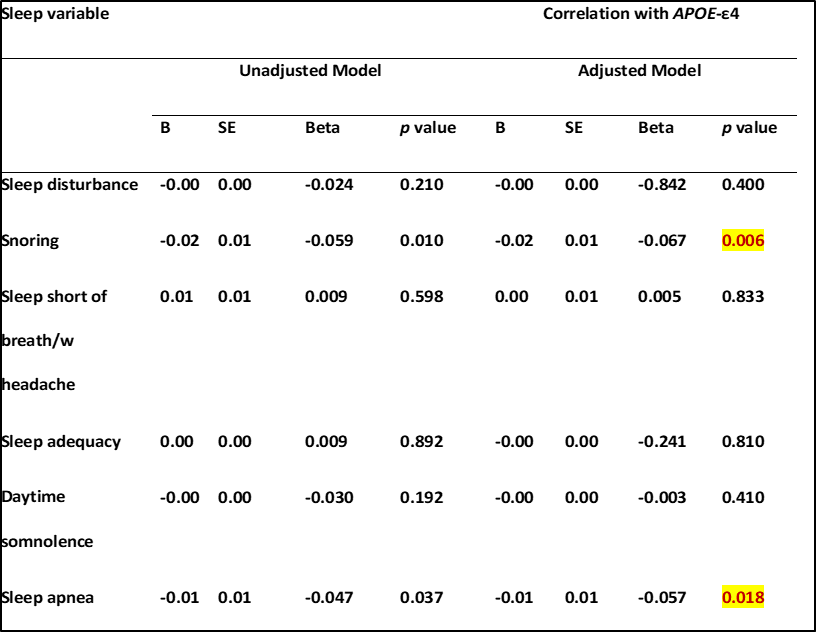 Sleep variable Correlation with APOE-ε4
Unadjusted Model Adjusted Model
B SE Beta p value B SE Beta p value
Sleep disturbance -0.00 0.00 -0.024 0.210 -0.00 0.00 -0.842 0.400
Snoring -0.02 0.01 -0.059 0.010 -0.02 0.01 -0.067 0.006
Sleep short of 0.01 0.01 0.009 0.598 0.00 0.01 0.005 0.833
breath/w
headache
Sleep adequacy 0.00 0.00 0.009 0.892 -0.00 0.00 -0.241 0.810
Daytime -0.00 0.00 -0.030 0.192 -0.00 0.00 -0.003 0.410
somnolence
Sleep apnea -0.01 0.01 -0.047 0.037 -0.01 0.01 -0.057 0.018